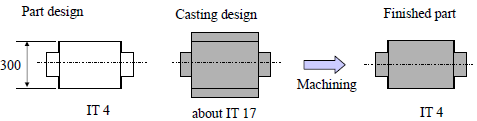 Part design
Casting design
Finished part
300
Machining
IT 4
about IT 17
IT 4